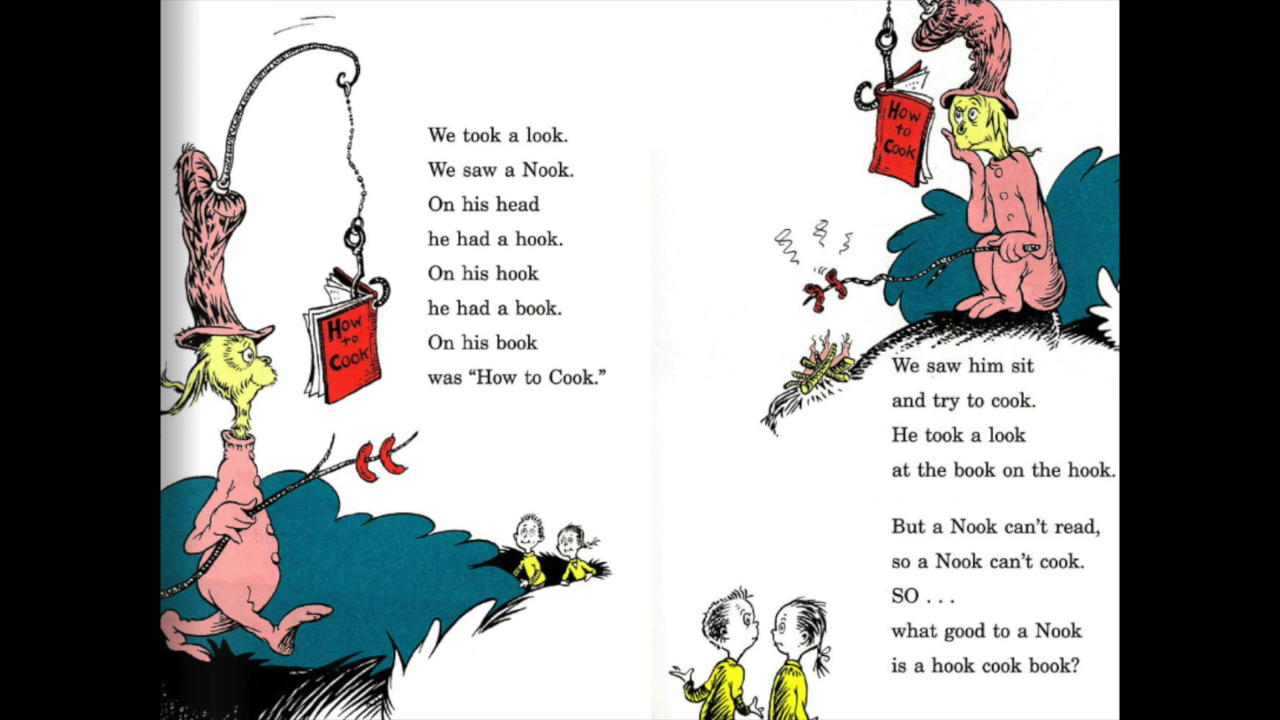 We took a look.
We saw a Nook.
On his head
he had a hook.
On his hook
he had a book.
On his book
was “How to Cook.”
How
to
Cook
How
to
Cook
We saw him sit
and try to cook.
He took a look
at the book on the hook.
But a Nook can’t read,
so a Nook can’t cook.
SO . . .
what good to a Nook
is a hook cook book?